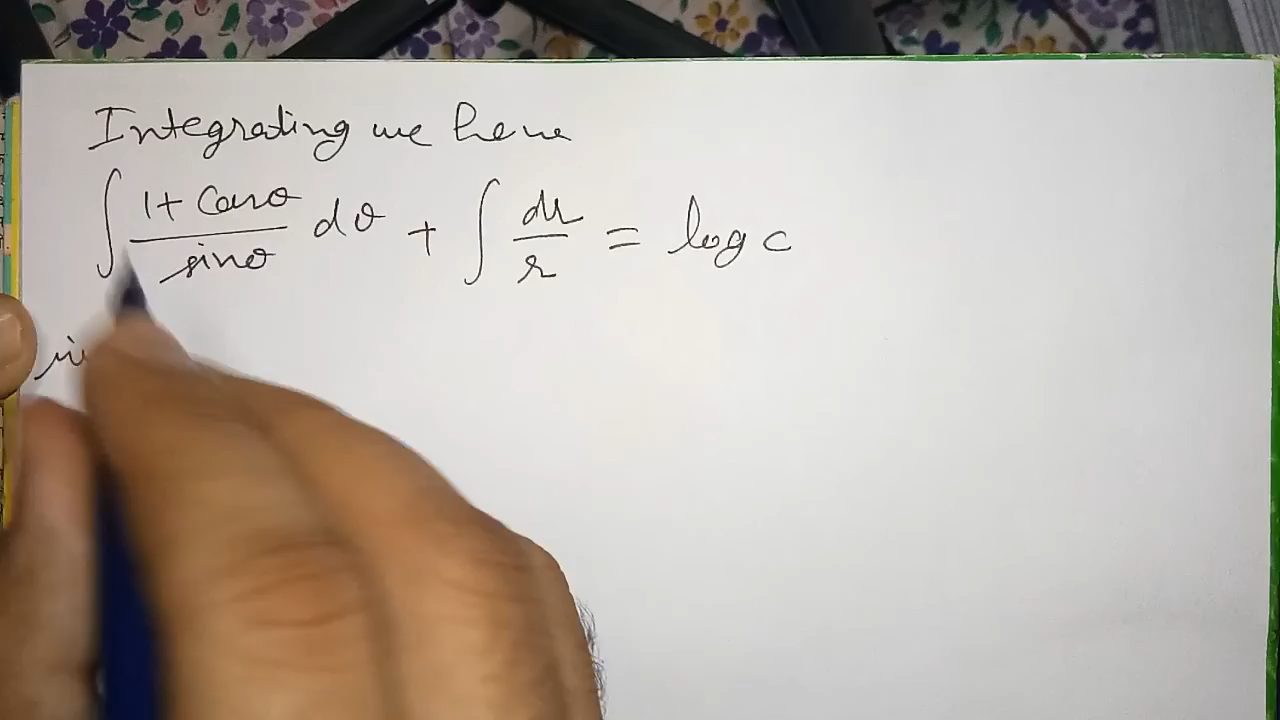 Integrating we have
∫ (1 + cosθ)/(sinθ) dθ + ∫ dr/r = log c